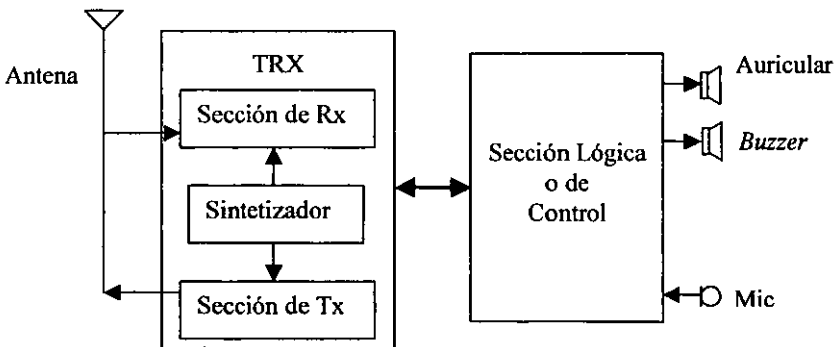 Antena
TRX
Sección de Rx
Sintetizador
Sección de Tx
Sección Lógica
o de
Control
Auricular
Buzzer
Mic